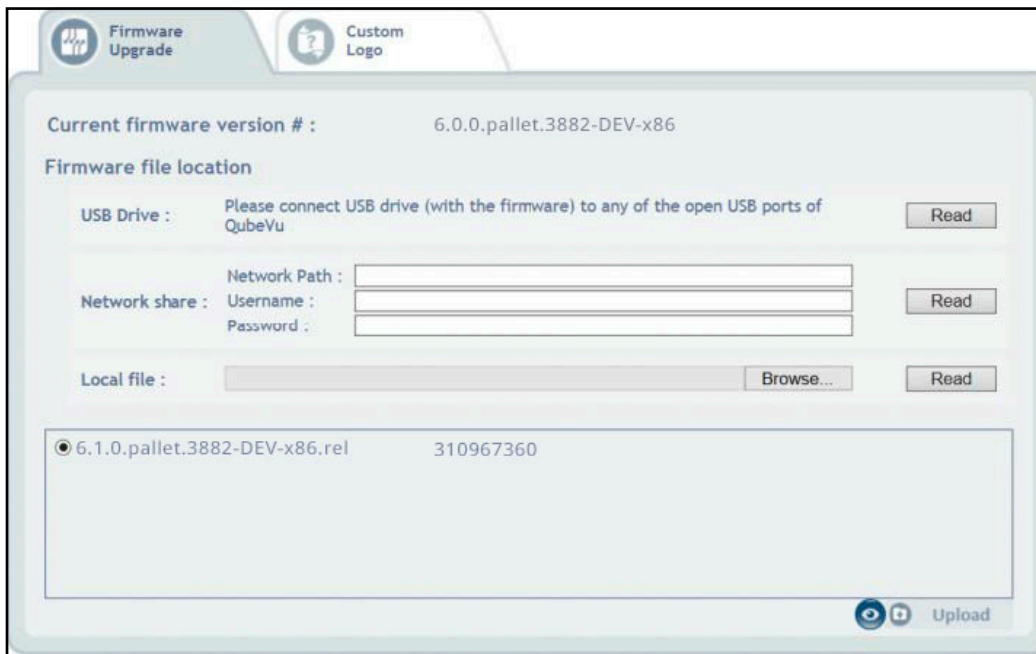 Firmware
Upgrade
Custom
Logo
Current firmware version # :
6.0.0.pallet.3882-DEV-x86
Firmware file location
USB Drive :
Please connect USB drive (with the firmware) to any of the open USB ports of
QubeVu
Read
Network share :
Network Path :
Username :
Password :
Read
Local file :
Browse...
Read
6.1.0.pallet.3882-DEV-x86.rel
310967360
Upload